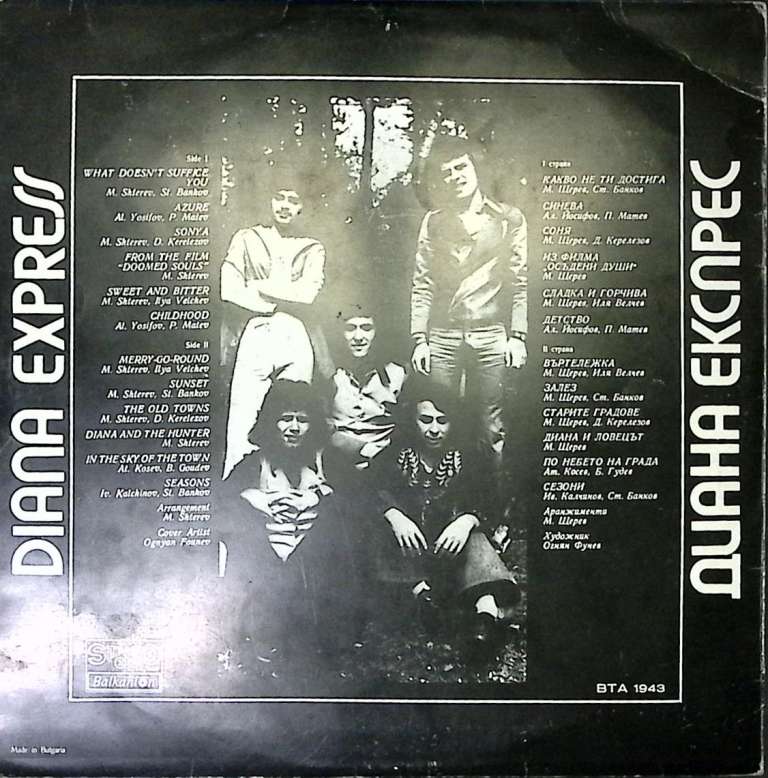 DIANA EXPRESS
Side I
WHAT DOESN'T SUFFICE
YOU
M. Shterev, St. Bankov
AZURE
Al. Yosifov, P. Matev
SONYA
M. Shterev, D. Kerelezov
FROM THE FILM
"DOOMED SOULS"
M. Shterev
SWEET AND BITTER
M. Shterev, Ilya Velchev
CHILDHOOD
Al. Yosifov, P. Matev
Side II
MERRY-GO-ROUND
M. Shterev, Ilya Velchev
SUNSET
M. Shterev, St. Bankov
THE OLD TOWNS
M. Shterev, D. Kerelezov
DIANA AND THE HUNTER
M. Shterev
IN THE SKY OF THE TOWN
At. Kosev, B. Goudev
SEASONS
Iv. Kalchinov, St. Bankov
Arrangement
M. Shterev
Cover Artist
Ognyan Founev
I страна
КАКВО НЕ ТИ ДОСТИГА
М. Щерев, Ст. Банков
СИНЕВА
Ал. Йосифов, П. Матев
СОНЯ
М. Щерев, Д. Керелезов
ИЗ ФИЛМА
„ОСЪДЕНИ ДУШИ"
М. Щерев
СЛАДКА И ГОРЧИВА
М. Щерев, Иля Велчев
ДЕТСТВО
Ал. Йосифов, П. Матев
II страна
ВЪРТЕЛЕЖКА
М. Щерев, Иля Велчев
ЗАЛЕЗ
М. Щерев, Ст. Банков
СТАРИТЕ ГРАДОВЕ
М. Щерев, Д. Керелезов
ДИАНА И ЛОВЕЦЪТ
М. Щерев
ПО НЕБЕТО НА ГРАДА
Ат. Косев, Б. Гудев
СЕЗОНИ
Ив. Калчинов, Ст. Банков
Аранжименти
М. Щерев
Художник
Огнян Фунев
ДИАНА ЕКСПРЕС
Balkanton
ВТА 1943
Made in Bulgaria